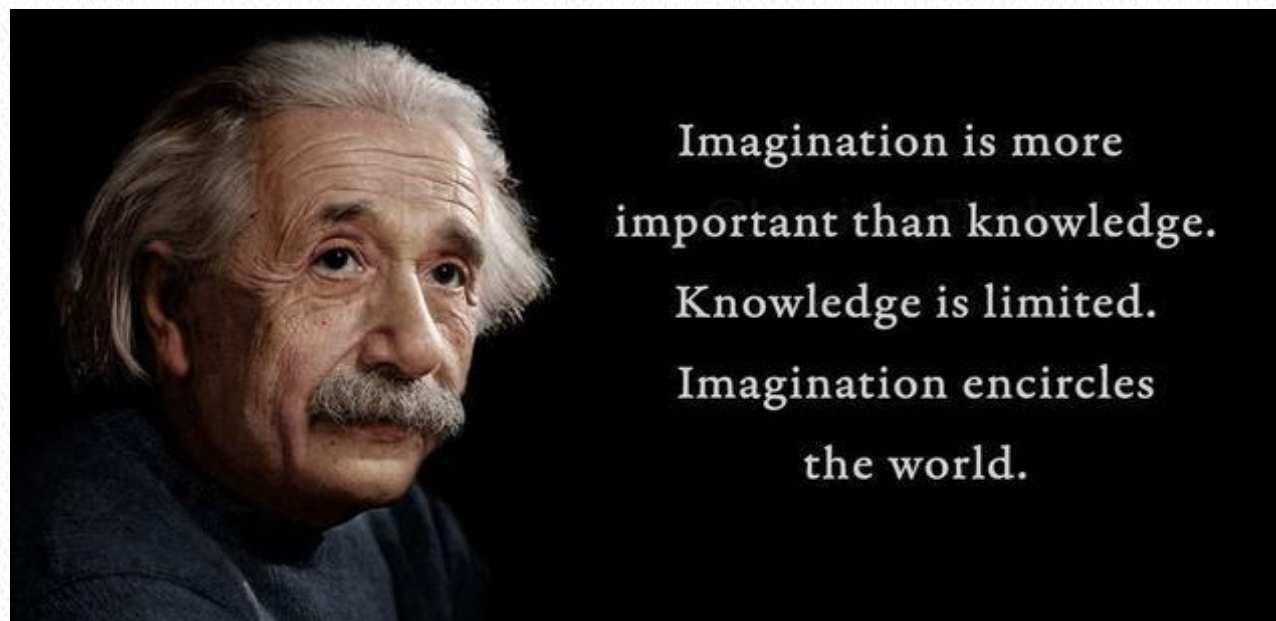 Imagination is more
important than knowledge.
Knowledge is limited.
Imagination encircles
the world.